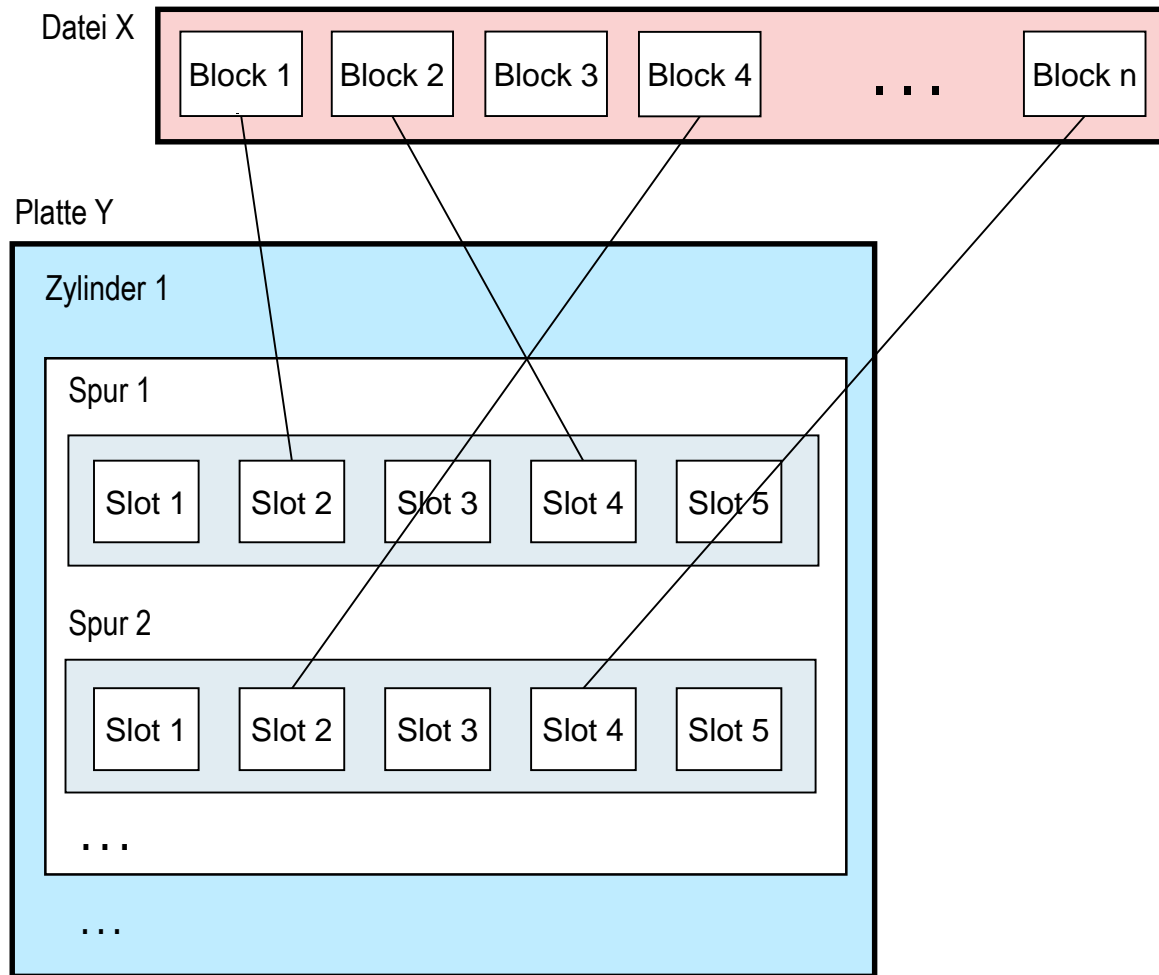 Datei X
Block 1 Block 2 Block 3 Block 4 . . . Block n
Platte Y
Zylinder 1
Spur 1
Slot 1 Slot 2 Slot 3 Slot 4 Slot 5
Spur 2
Slot 1 Slot 2 Slot 3 Slot 4 Slot 5
. . .
. . .